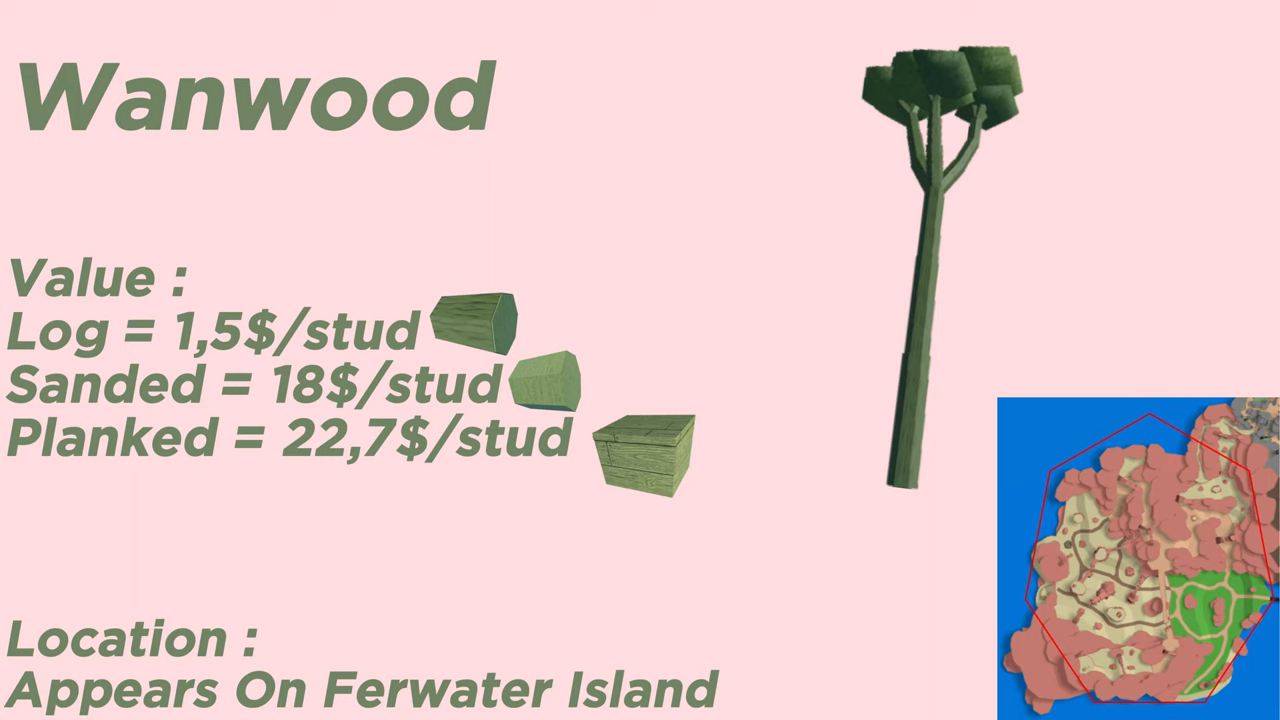 Wanwood
Value :
Log = 1,5$/stud
Sanded = 18$/stud
Planked = 22,7$/stud
Location :
Appears On Ferwater Island